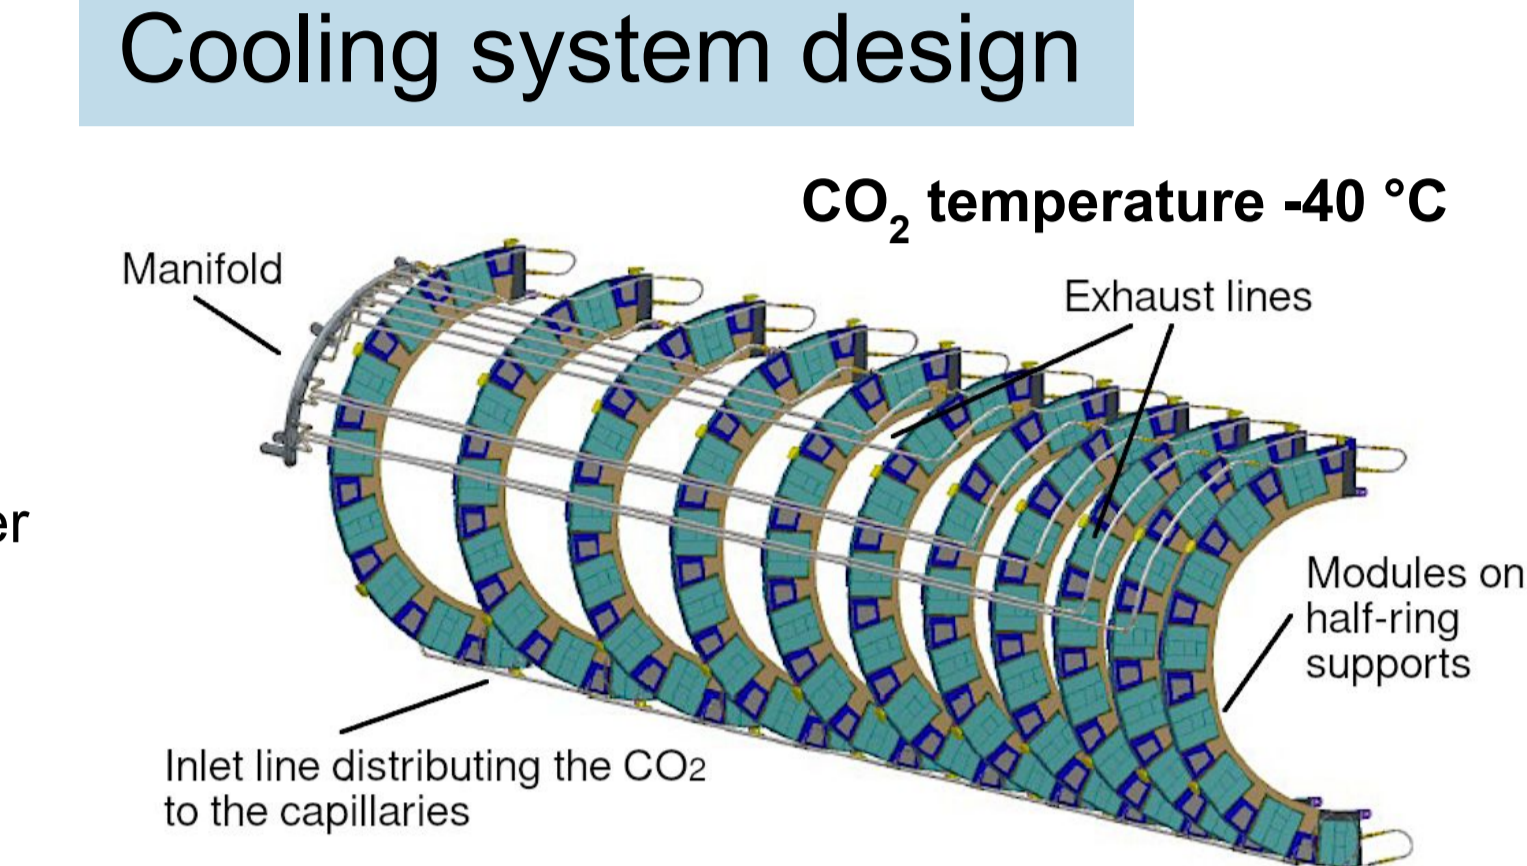 Cooling system design
CO₂ temperature -40 °C
Manifold
Exhaust lines
er
Modules on
half-ring
supports
Inlet line distributing the CO2
to the capillaries